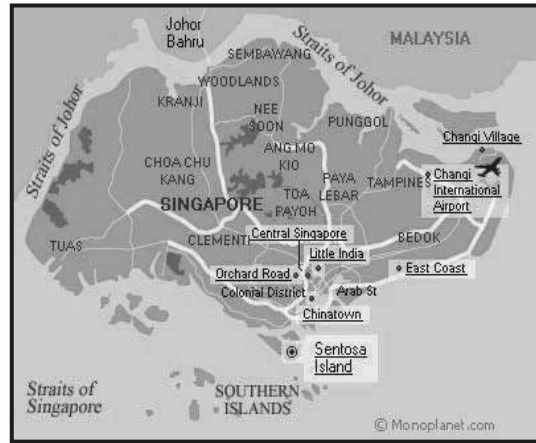 Johor
Bahru
MALAYSIA
SEMBAWANG
Straits of Johor
WOODLANDS
KRANJI
Straits of Johor
NEE
SOON
PUNGGOL
Changi Village
ANG MO
KIO
CHOA CHU
KANG
PAYA
LEBAR
TAMPINES
Changi
International
Airport
TOA
PAYOH
SINGAPORE
TUAS
CLEMENTI
Central Singapore
BEDOK
Little India
Orchard Road
East Coast
Colonial District
Arab St
Chinatown
Sentosa
Island
Straits of
Singapore
SOUTHERN
ISLANDS
© Monoplanet.com